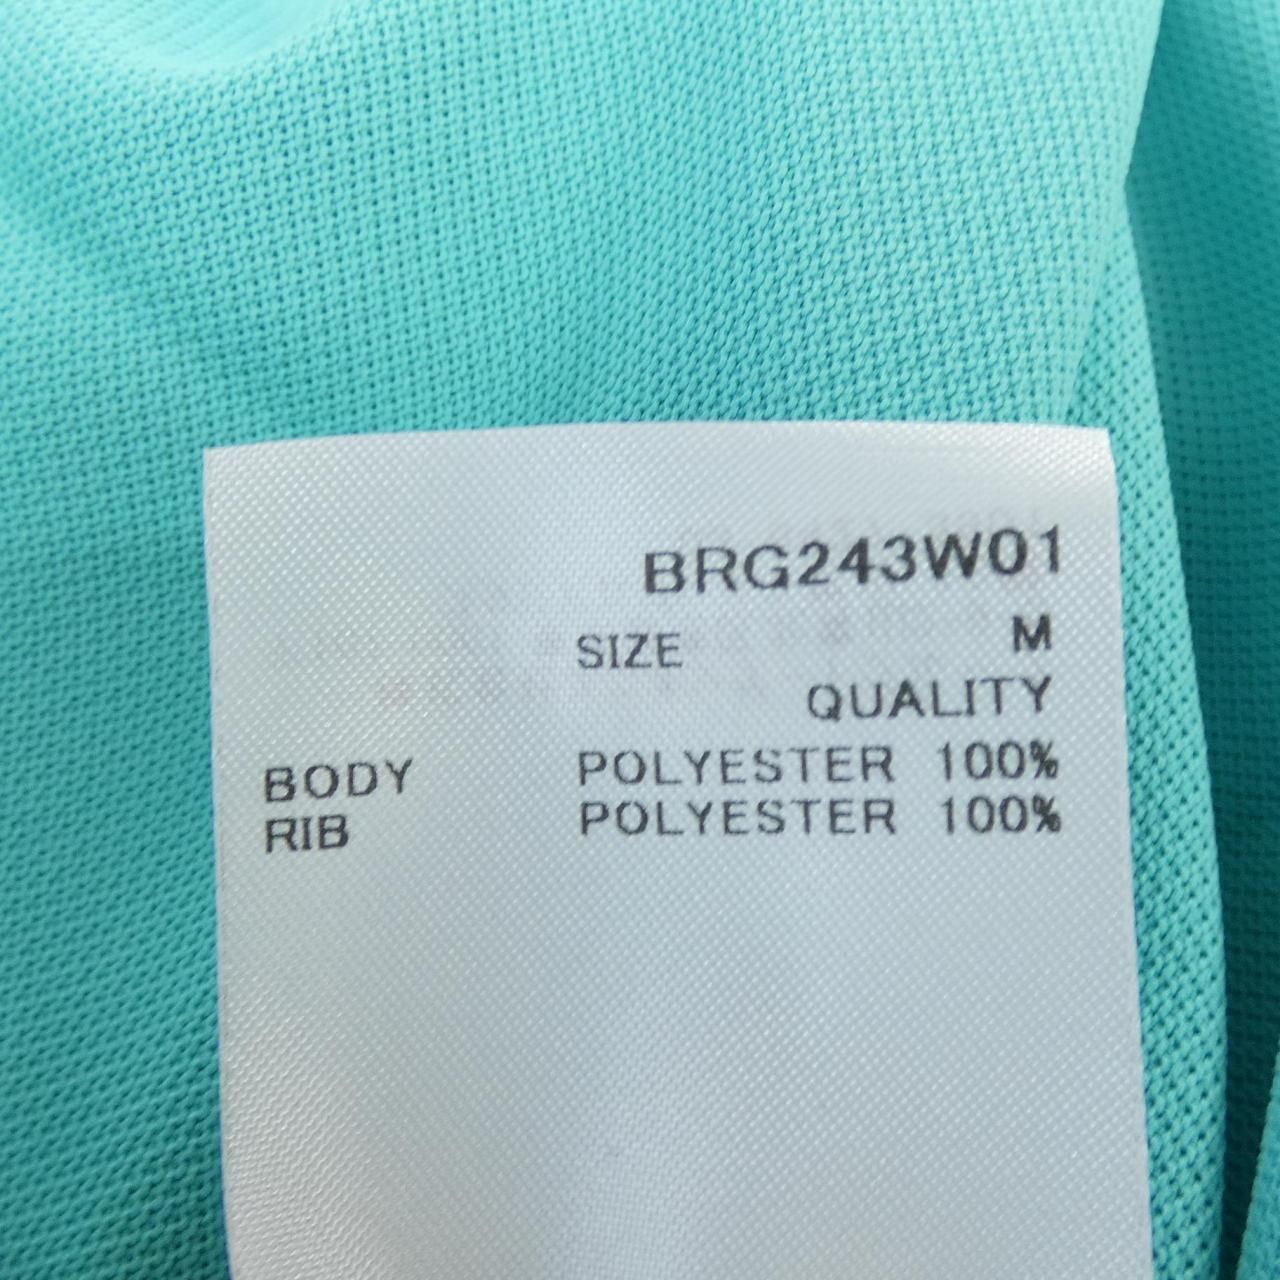 BRG243W01
SIZE M
QUALITY
BODY POLYESTER 100%
RIB POLYESTER 100%